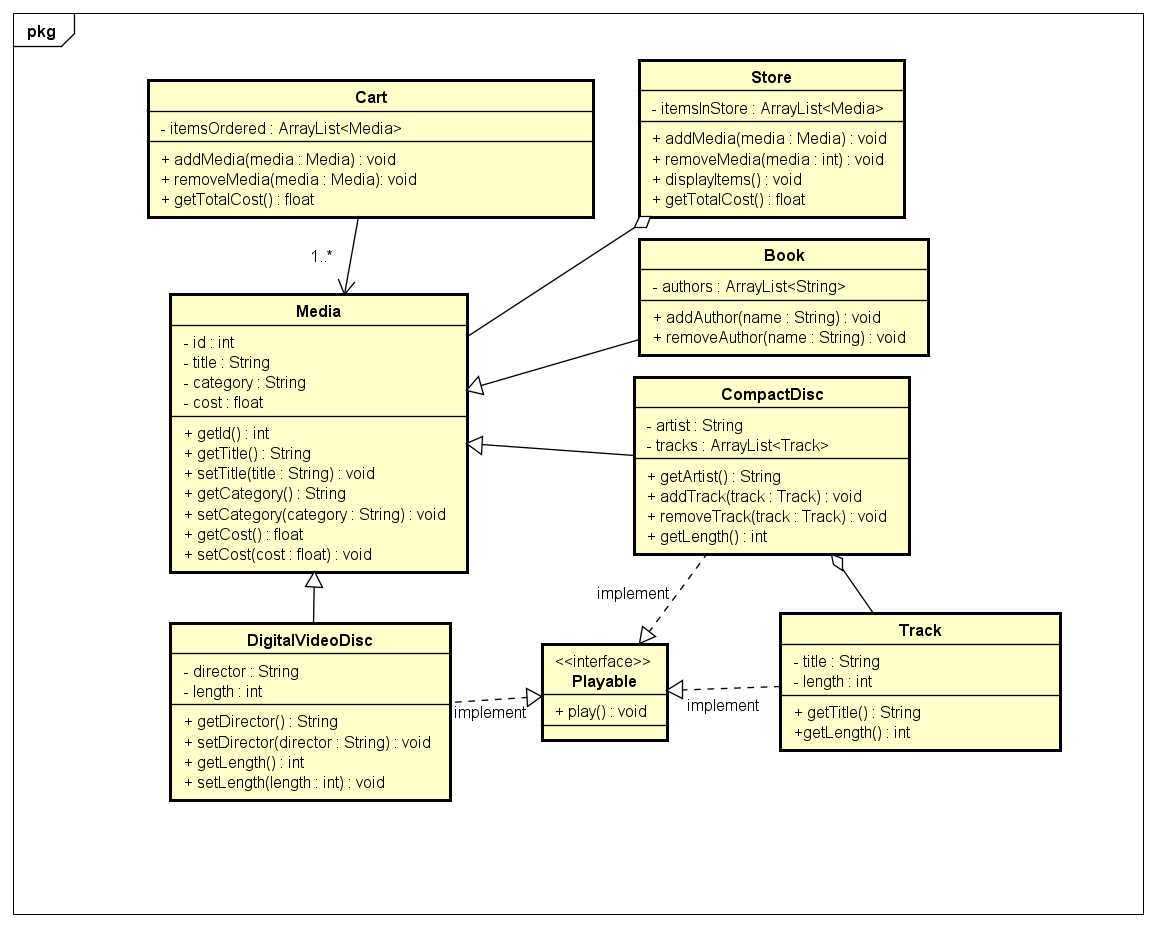 pkg
Cart
- itemsOrdered : ArrayList<Media>
+ addMedia(media : Media) : void
+ removeMedia(media : Media): void
+ getTotalCost() : float
Store
- itemsInStore : ArrayList<Media>
+ addMedia(media : Media) : void
+ removeMedia(media : int) : void
+ displayItems() : void
+ getTotalCost() : float
1..*
Book
- authors : ArrayList<String>
+ addAuthor(name : String) : void
+ removeAuthor(name : String) : void
Media
- id : int
- title : String
- category : String
- cost : float
+ getId() : int
+ getTitle() : String
+ setTitle(title : String) : void
+ getCategory() : String
+ setCategory(category : String) : void
+ getCost() : float
+ setCost(cost : float) : void
CompactDisc
- artist : String
- tracks : ArrayList<Track>
+ getArtist() : String
+ addTrack(track : Track) : void
+ removeTrack(track : Track) : void
+ getLength() : int
implement
DigitalVideoDisc
- director : String
- length : int
+ getDirector() : String
+ setDirector(director : String) : void
+ getLength() : int
+ setLength(length : int) : void
implement
<<interface>>
Playable
+ play() : void
implement
Track
- title : String
- length : int
+ getTitle() : String
+getLength() : int